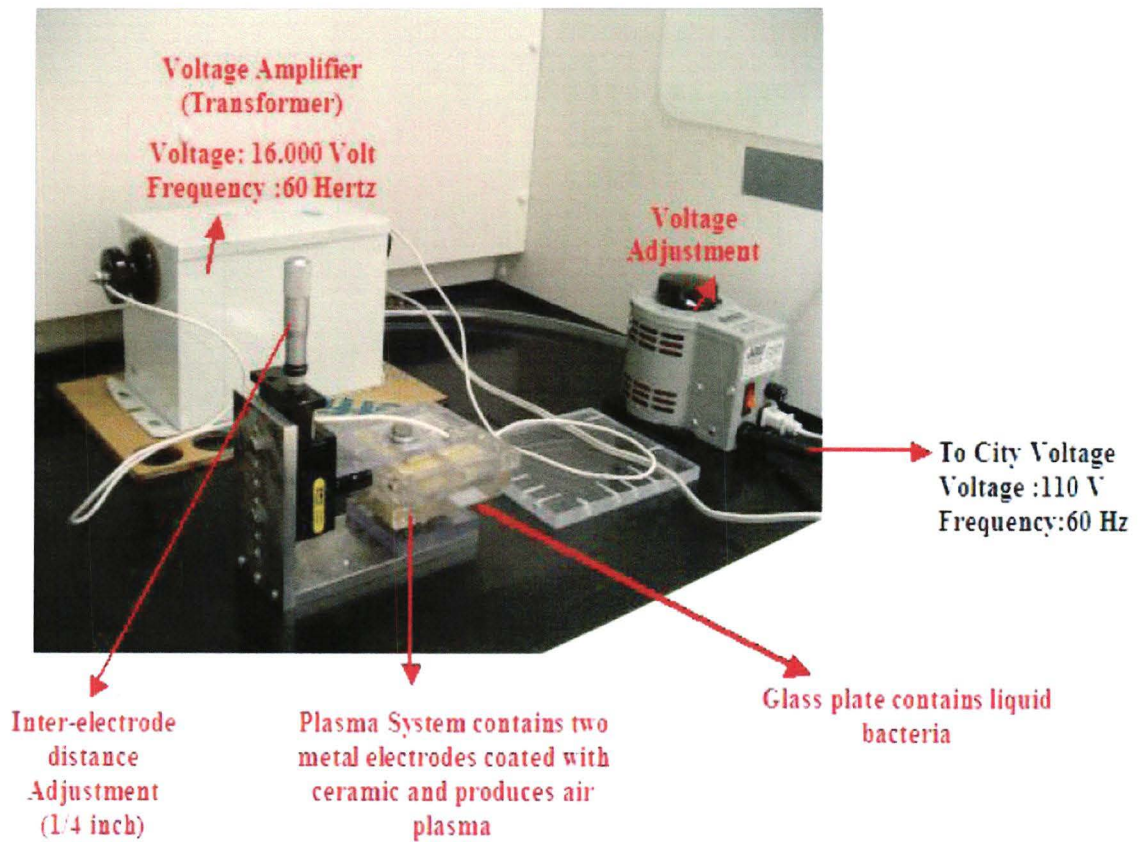 Voltage Amplifier
(Transformer)
Voltage: 16.000 Volt
Frequency :60 Hertz
Voltage
Adjustment
To City Voltage
Voltage :110 V
Frequency:60 Hz
Glass plate contains liquid
bacteria
Inter-electrode
distance
Adjustment
(1/4 inch)
Plasma System contains two
metal electrodes coated with
ceramic and produces air
plasma